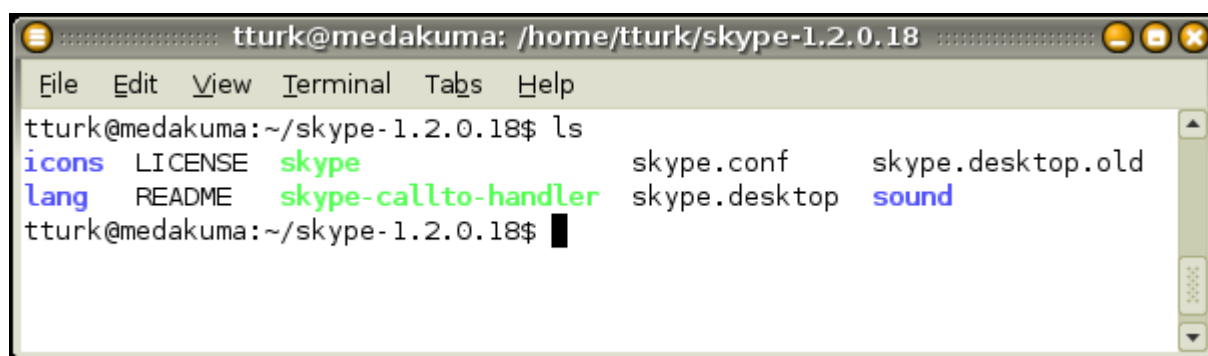 tturk@medakuma: /home/tturk/skype-1.2.0.18
File Edit View Terminal Tabs Help
tturk@medakuma:~/skype-1.2.0.18$ ls
icons LICENSE skype skype.conf skype.desktop.old
lang README skype-callto-handler skype.desktop sound
tturk@medakuma:~/skype-1.2.0.18$